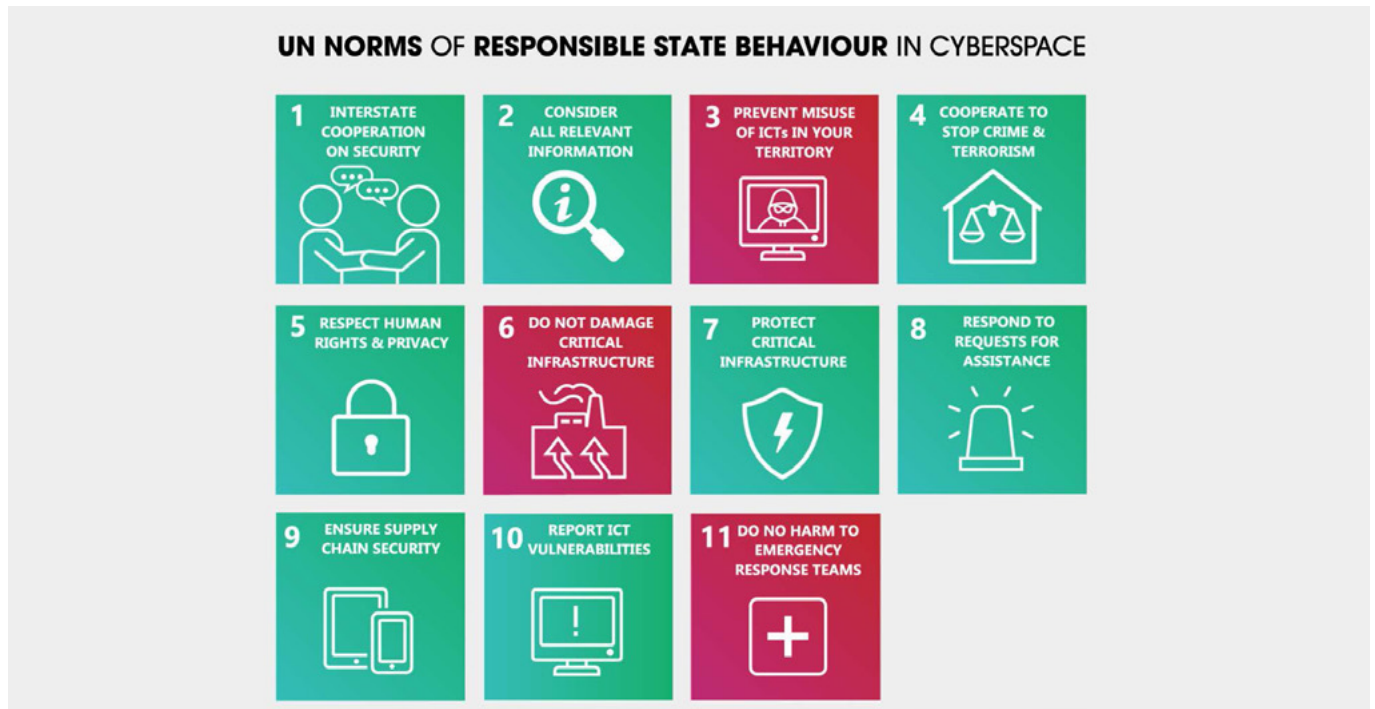 UN NORMS OF RESPONSIBLE STATE BEHAVIOUR IN CYBERSPACE
1 INTERSTATE
COOPERATION
ON SECURITY
2 CONSIDER
ALL RELEVANT
INFORMATION
i
3 PREVENT MISUSE
OF ICTs IN YOUR
TERRITORY
4 COOPERATE TO
STOP CRIME &
TERRORISM
5 RESPECT HUMAN
RIGHTS & PRIVACY
6 DO NOT DAMAGE
CRITICAL
INFRASTRUCTURE
7 PROTECT
CRITICAL
INFRASTRUCTURE
8 RESPOND TO
REQUESTS FOR
ASSISTANCE
9 ENSURE SUPPLY
CHAIN SECURITY
10 REPORT ICT
VULNERABILITIES
!
11 DO NO HARM TO
EMERGENCY
RESPONSE TEAMS